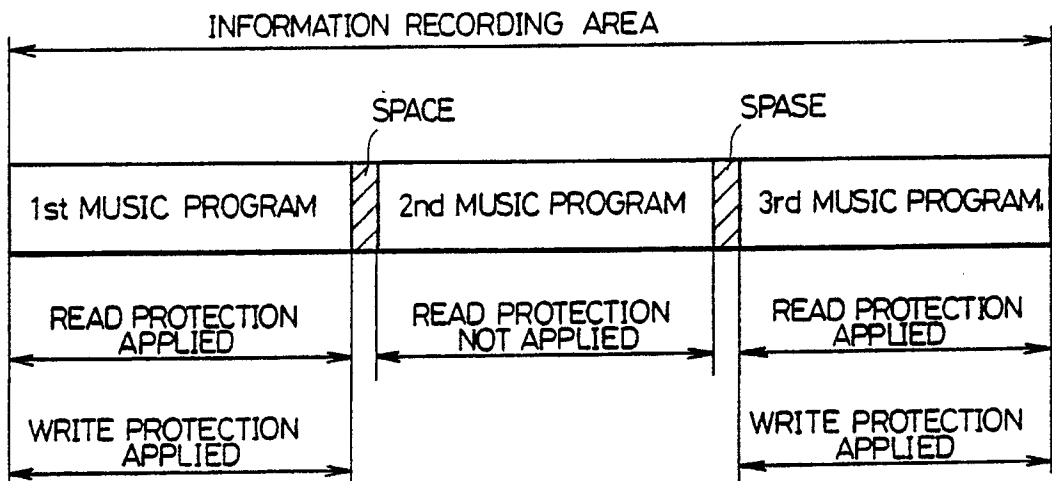 INFORMATION RECORDING AREA
SPACE
SPASE
1st MUSIC PROGRAM
2nd MUSIC PROGRAM
3rd MUSIC PROGRAM.
READ PROTECTION
APPLIED
READ PROTECTION
NOT APPLIED
READ PROTECTION
APPLIED
WRITE PROTECTION
APPLIED
WRITE PROTECTION
APPLIED